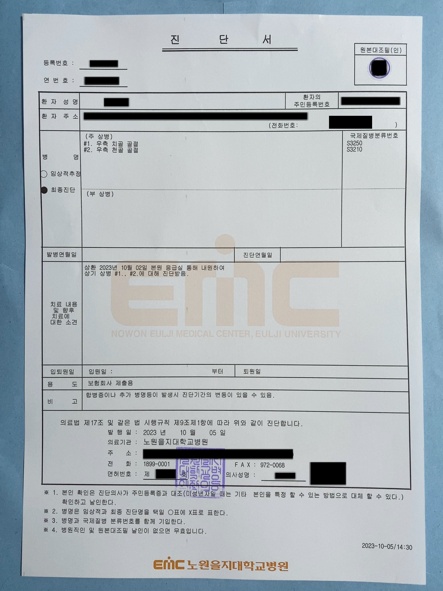 진 단 서
원본대조필(인)
등록번호 :
연 번 호 :
환 자 성 명
환자의
주민등록번호
환 자 주 소
(전화번호: )
(주 상병)
국제질병분류번호
#1. 우측 치골 골절
S3250
#2. 우측 천골 골절
S3210
병 명
○ 임상적추정
● 최종진단
(부 상병)
발병연월일
진단연월일
상환 2023년 10월 02일 본원 응급실 통해 내원하여
상기 상병 #1., #2.에 대해 진단받음.
치료 내용
및 향후
치료에
대한 소견
EMC
NOWON EULJI MEDICAL CENTER, EULJI UNIVERSITY
입퇴원일
입원일 : 부터
퇴원일
용 도
보험회사 제출용
비 고
합병증이나 추가 병명등이 발생시 진단기간의 변동이 있을 수 있음.
의료법 제17조 및 같은 법 시행규칙 제9조제1항에 따라 위와 같이 진단합니다.
발 행 일 : 2023 년 10 월 05 일
의료기관 : 노원을지대학교병원
주 소 :
전 화 : 1899-0001
F A X : 972-0068
면허번호 : 제 호
의사성명 :
※ 1. 본인 확인은 진단의사가 주민등록증과 대조(미성년자일 때는 기타 본인을 특정 할 수 있는 방법으로 대체 할 수 있다.)
확인하고 날인한다.
※ 2. 병명은 임상적과 최종 진단명을 택일 ○표에 X표로 표한다.
※ 3. 병명과 국제질병 분류번호를 함께 기입한다.
※ 4. 병원직인 및 원본대조필 날인이 없으면 무효입니다.
2023-10-05/14:30
EMC 노원을지대학교병원